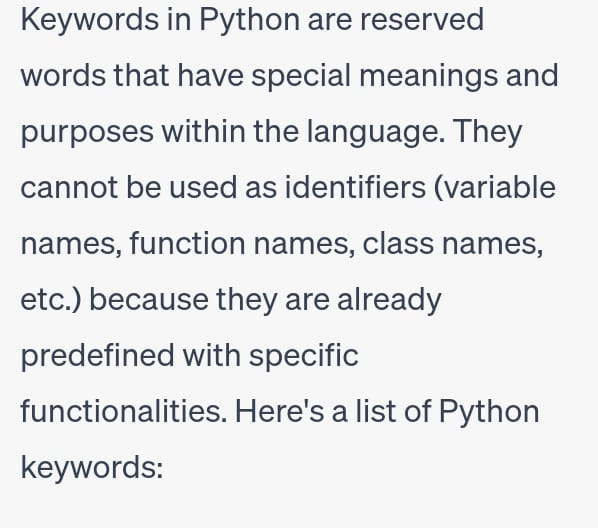 Keywords in Python are reserved
words that have special meanings and
purposes within the language. They
cannot be used as identifiers (variable
names, function names, class names,
etc.) because they are already
predefined with specific
functionalities. Here's a list of Python
keywords: